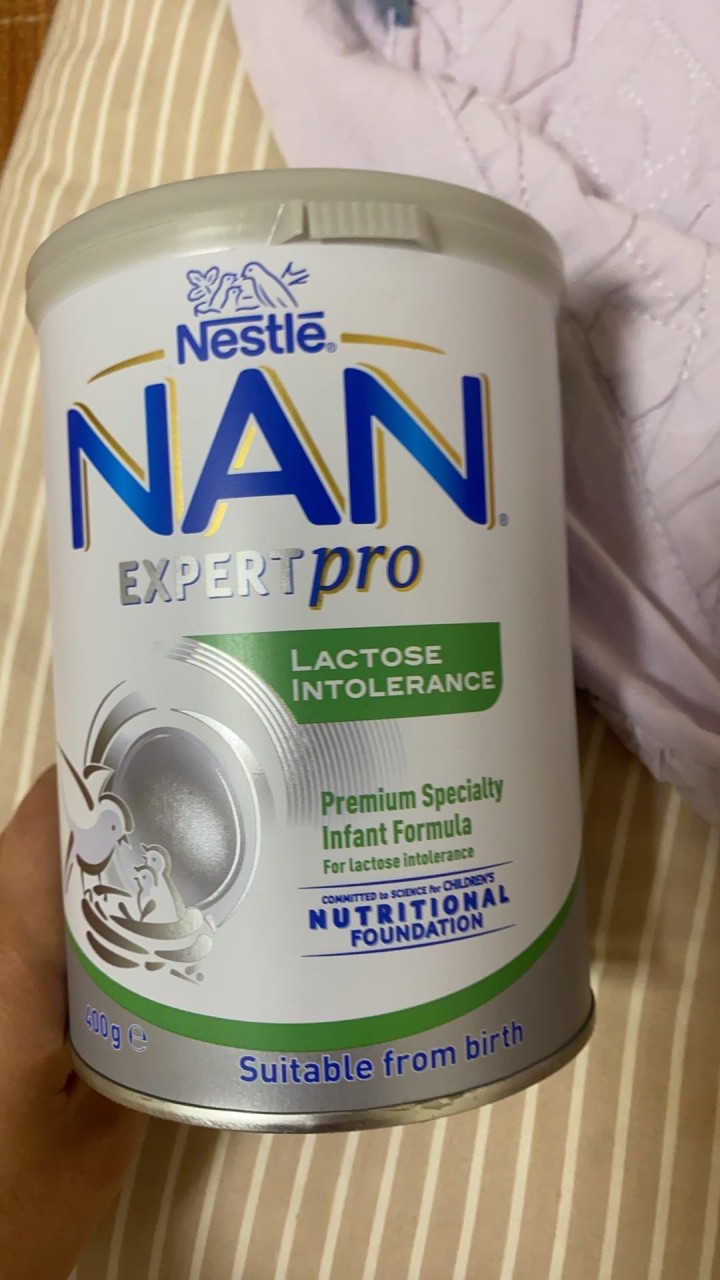 Nestlé®
NAN®
EXPERTpro
LACTOSE
INTOLERANCE
Premium Specialty
Infant Formula
For lactose intolerance
COMMITTED to SCIENCE for CHILDREN'S
NUTRITIONAL
FOUNDATION
400g ℮
Suitable from birth